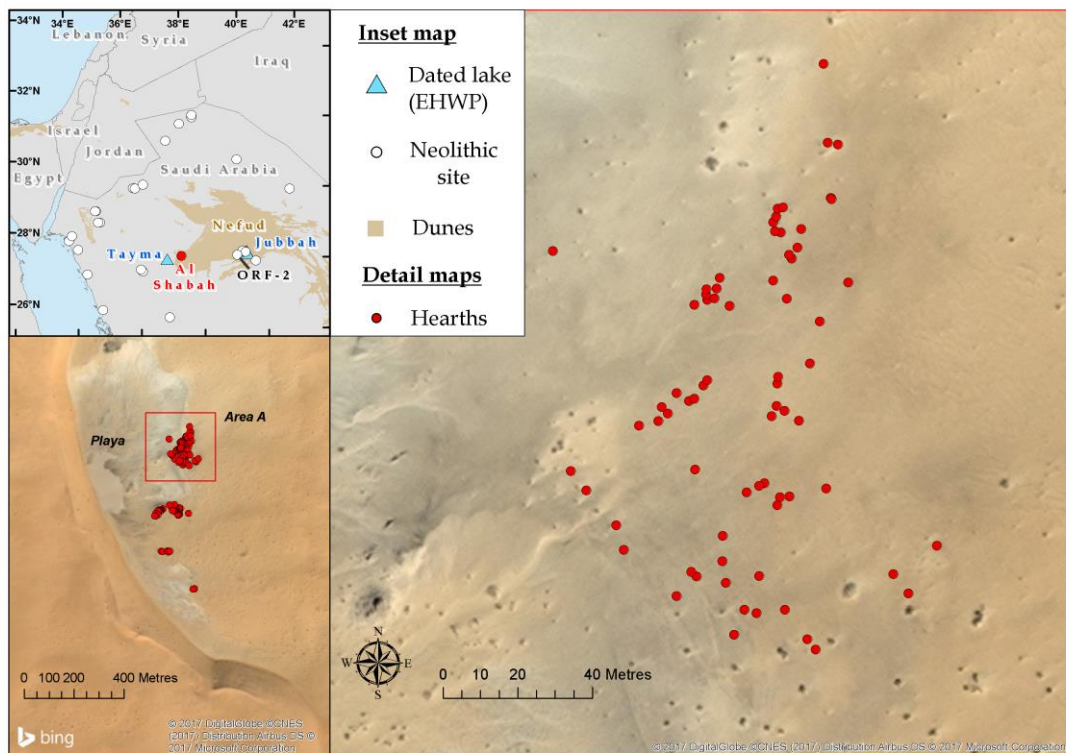 34°E 36°E 38°E 40°E 42°E
34°N
32°N
30°N
28°N
26°N
Lebanon
Syria
Iraq
Israel
Jordan
Egypt
Saudi Arabia
Nefud
Jubbah
Tayma
Al
Shabah
ORF-2
Inset map
Dated lake
(EHWP)
Neolithic
site
Dunes
Detail maps
Hearths
Area A
Playa
0 100 200 400 Metres
bing
© 2017 DigitalGlobe ©CNES
(2017) Distribution Airbus DS ©
2017 Microsoft Corporation
N
W E
S
0 10 20 40 Metres
© 2017 DigitalGlobe ©CNES (2017) Distribution Airbus DS © 2017 Microsoft Corporation